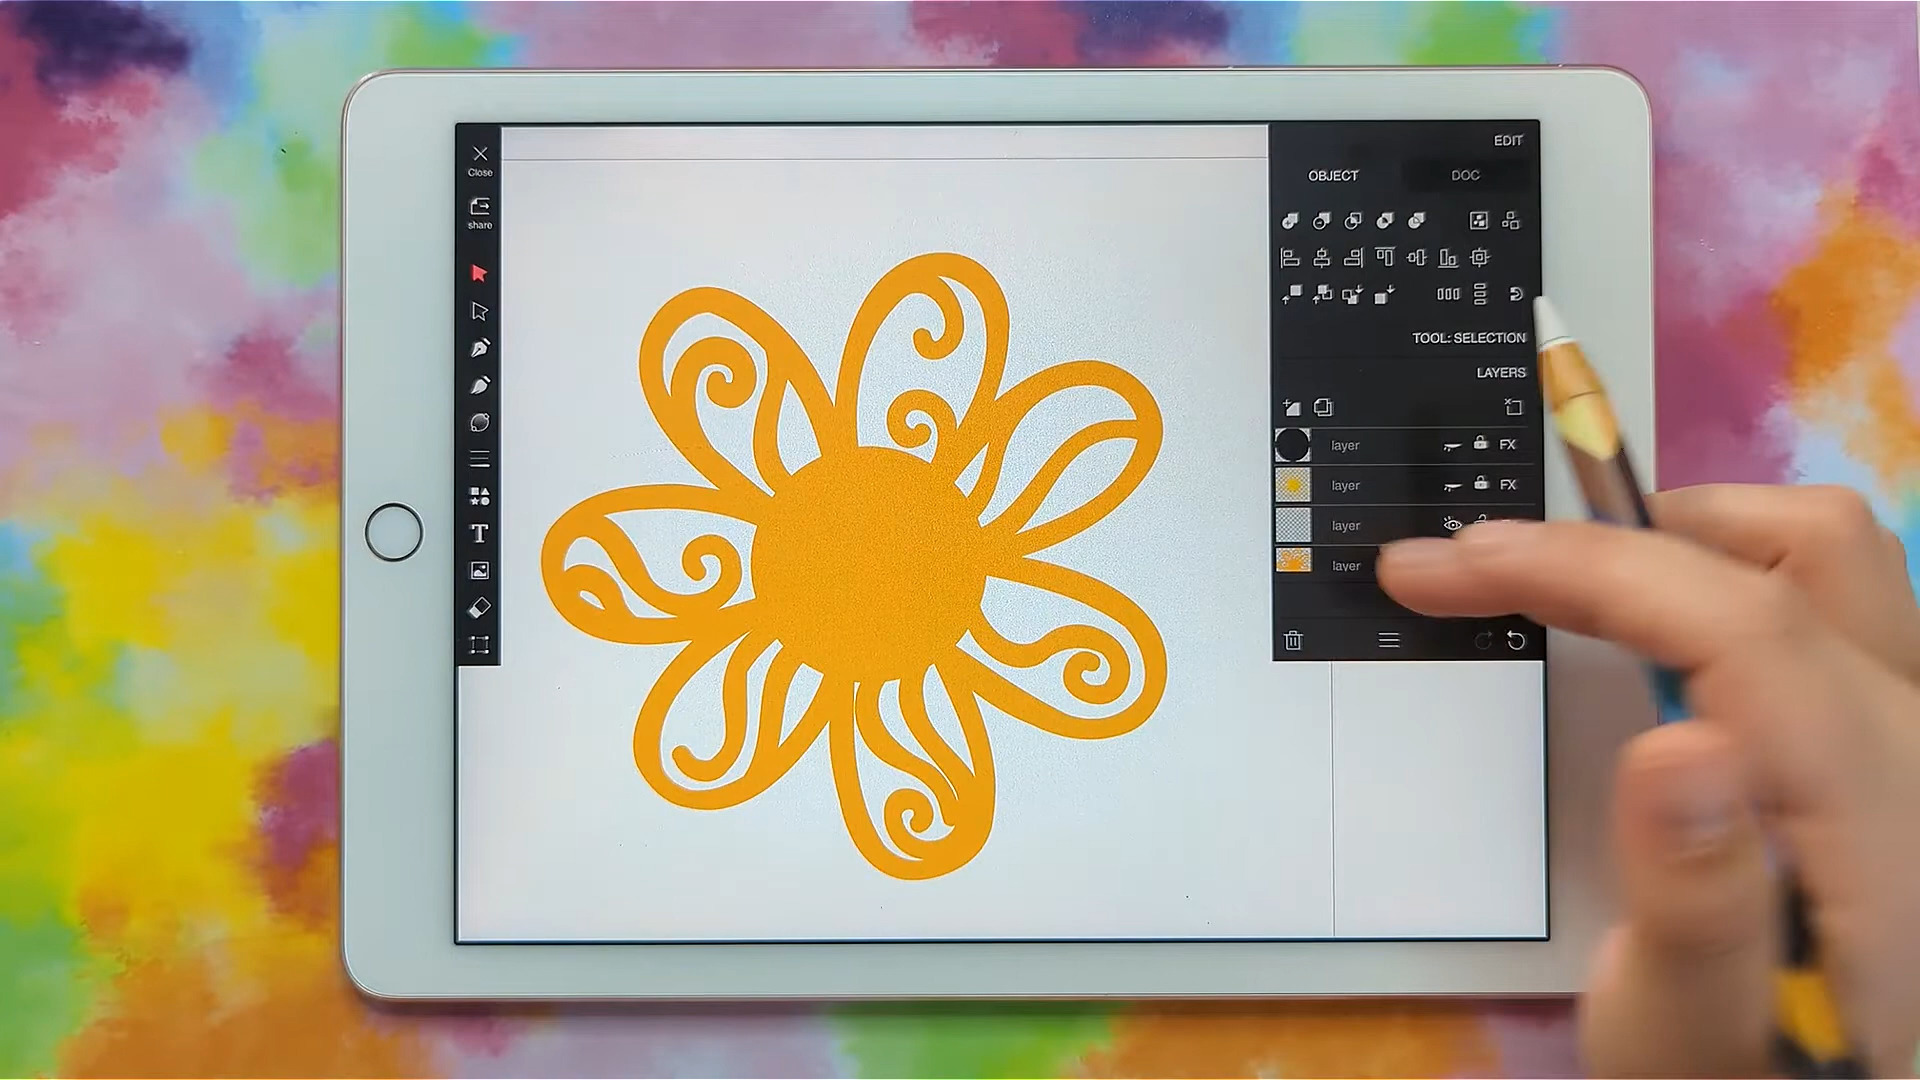 Close
share
T
EDIT
OBJECT DOC
TOOL: SELECTION
LAYERS
layer FX
layer FX
layer
layer